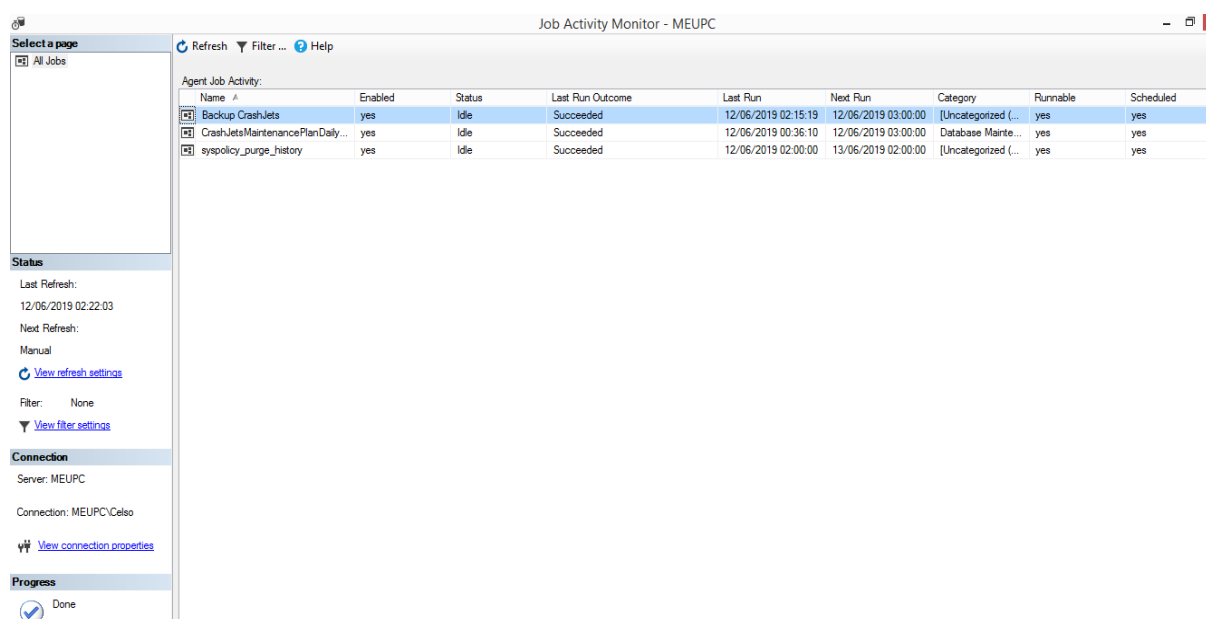 Job Activity Monitor - MEUPC
Select a page
All Jobs
Refresh Filter ... Help
Agent Job Activity:
Name Enabled Status Last Run Outcome Last Run Next Run Category Runnable Scheduled
Backup CrashJets yes Idle Succeeded 12/06/2019 02:15:19 12/06/2019 03:00:00 [Uncategorized (... yes yes
CrashJetsMaintenancePlanDaily... yes Idle Succeeded 12/06/2019 00:36:10 12/06/2019 03:00:00 Database Mainte... yes yes
syspolicy_purge_history yes Idle Succeeded 12/06/2019 02:00:00 13/06/2019 02:00:00 [Uncategorized (... yes yes
Status
Last Refresh:
12/06/2019 02:22:03
Next Refresh:
Manual
View refresh settings
Filter: None
View filter settings
Connection
Server: MEUPC
Connection: MEUPC\Celso
View connection properties
Progress
Done